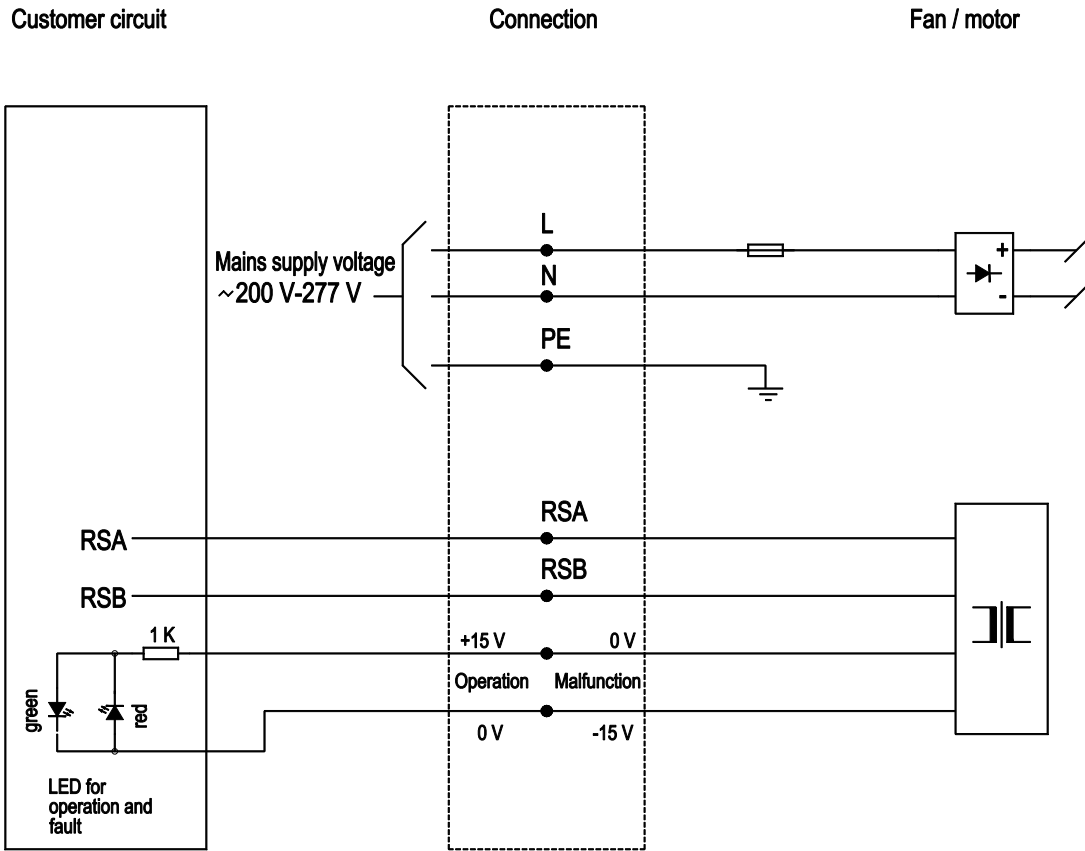 Customer circuit
Connection
Fan / motor
L
Mains supply voltage
~200 V-277 V
N
PE
+
-
RSA
RSA
RSB
RSB
1 K
+15 V
0 V
Operation
Malfunction
green
red
0 V
-15 V
LED for
operation and
fault